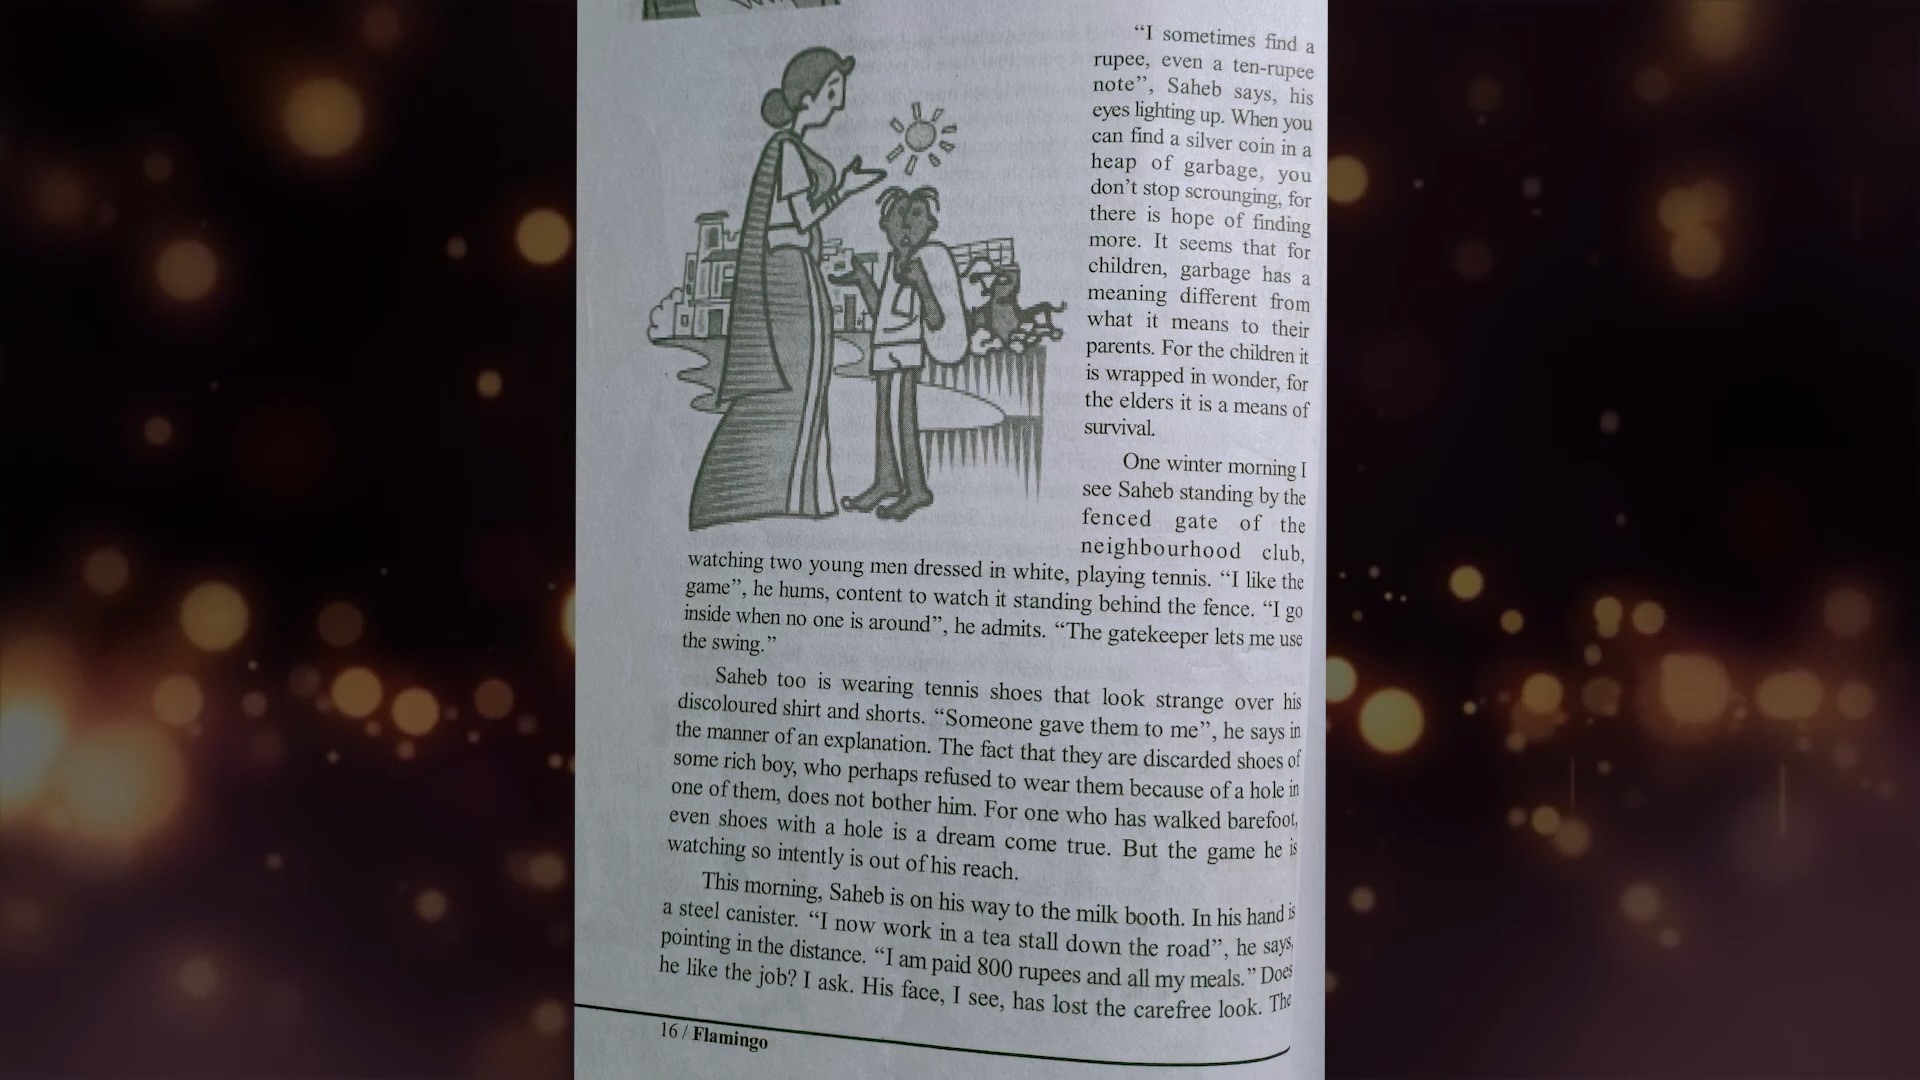 “I sometimes find a
rupee, even a ten-rupee
note”, Saheb says, his
eyes lighting up. When you
can find a silver coin in a
heap of garbage, you
don’t stop scrounging, for
there is hope of finding
more. It seems that for
children, garbage has a
meaning different from
what it means to their
parents. For the children it
is wrapped in wonder, for
the elders it is a means of
survival.
One winter morning I
see Saheb standing by the
fenced gate of the
neighbourhood club,
watching two young men dressed in white, playing tennis. “I like the
game”, he hums, content to watch it standing behind the fence. “I go
inside when no one is around”, he admits. “The gatekeeper lets me use
the swing.”
Saheb too is wearing tennis shoes that look strange over his
discoloured shirt and shorts. “Someone gave them to me”, he says in
the manner of an explanation. The fact that they are discarded shoes of
some rich boy, who perhaps refused to wear them because of a hole in
one of them, does not bother him. For one who has walked barefoot,
even shoes with a hole is a dream come true. But the game he is
watching so intently is out of his reach.
This morning, Saheb is on his way to the milk booth. In his hand is
a steel canister. “I now work in a tea stall down the road”, he says,
pointing in the distance. “I am paid 800 rupees and all my meals.” Does
he like the job? I ask. His face, I see, has lost the carefree look. The
16 / Flamingo